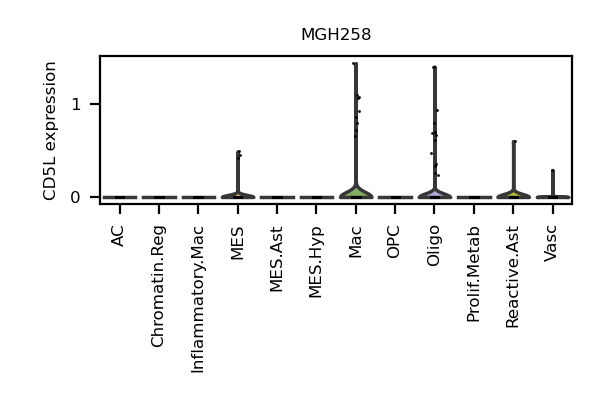 MGH258
CD5L expression
1
0
AC
Chromatin.Reg
Inflammatory.Mac
MES
MES.Ast
MES.Hyp
Mac
OPC
Oligo
Prolif.Metab
Reactive.Ast
Vasc